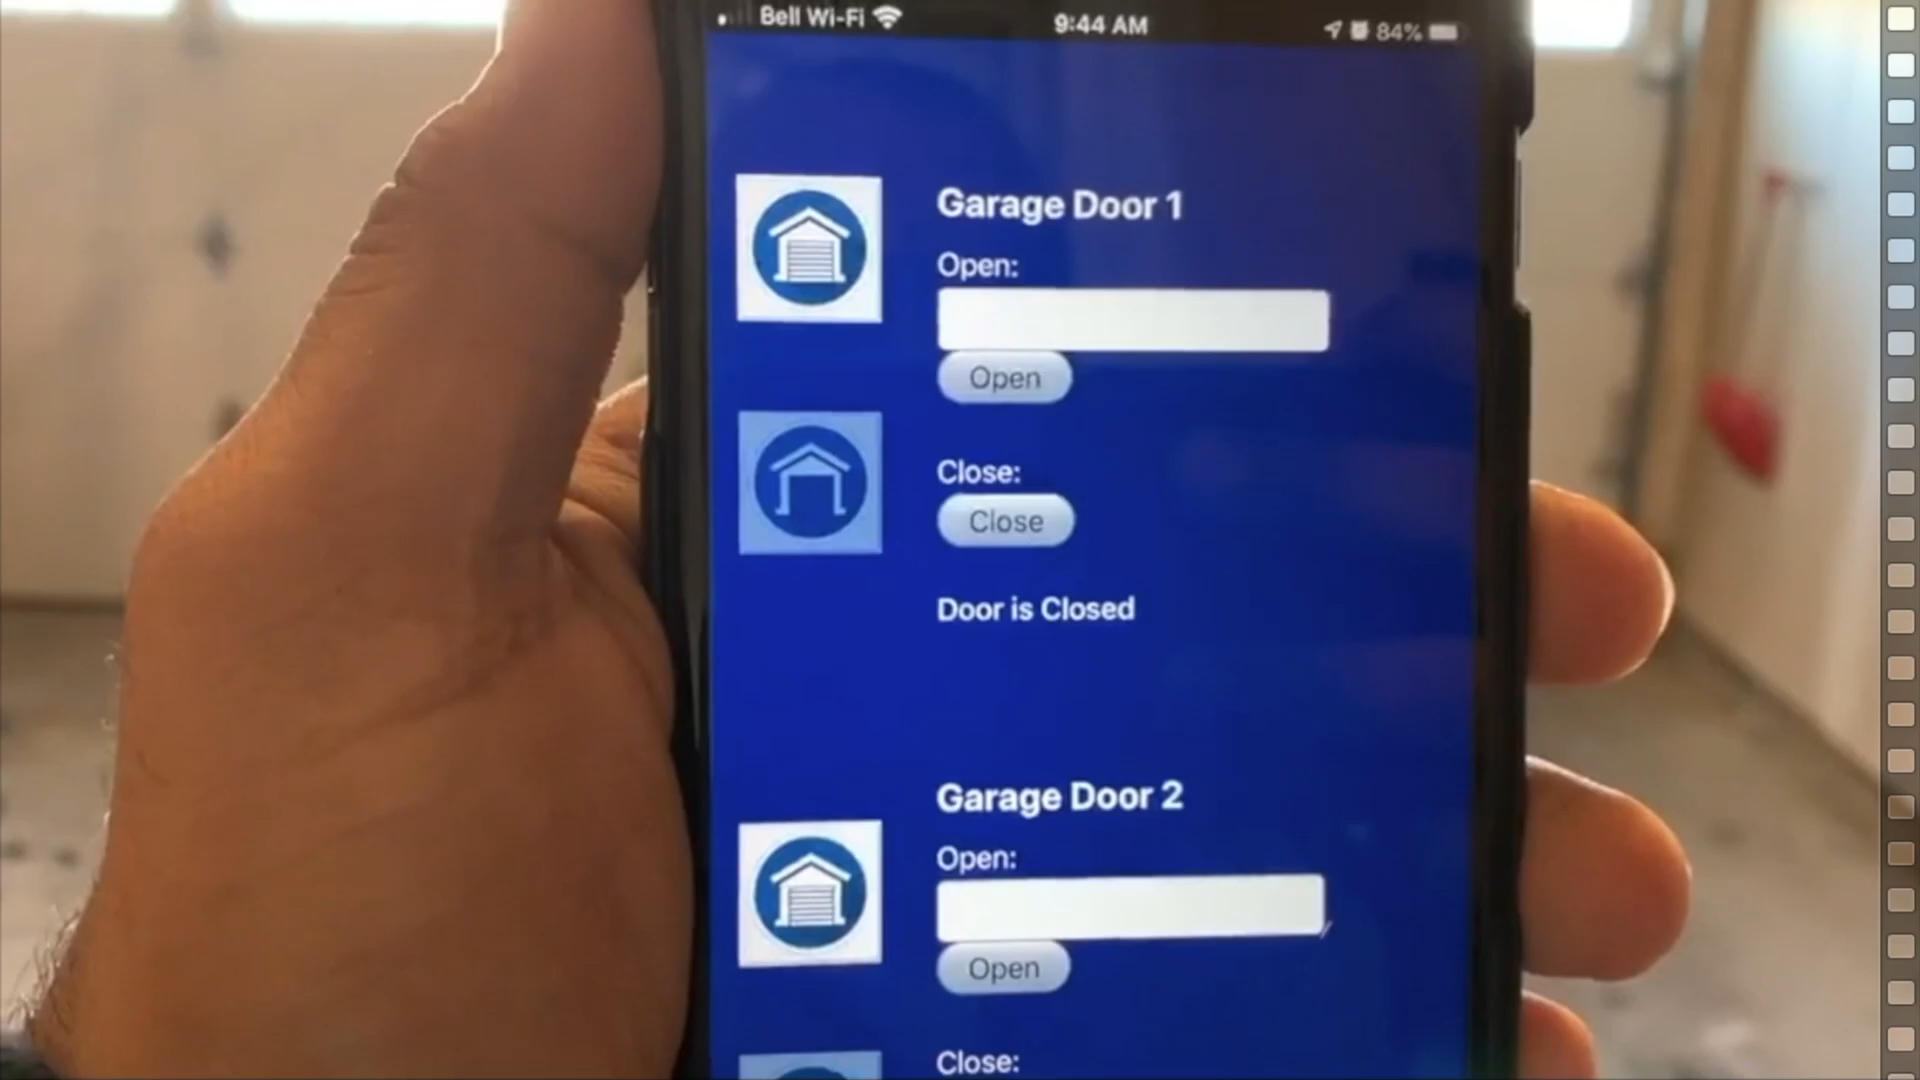 Bell Wi-Fi 9:44 AM 84%
Garage Door 1
Open:
Open
Close:
Close
Door is Closed
Garage Door 2
Open:
Open
Close: